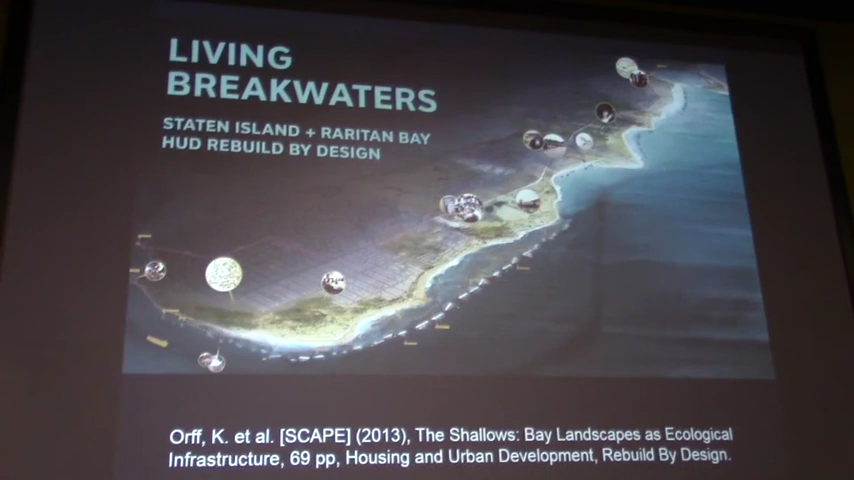 LIVING
BREAKWATERS
STATEN ISLAND + RARITAN BAY
HUD REBUILD BY DESIGN
Orff, K. et al. [SCAPE] (2013), The Shallows: Bay Landscapes as Ecological
Infrastructure, 69 pp, Housing and Urban Development, Rebuild By Design.